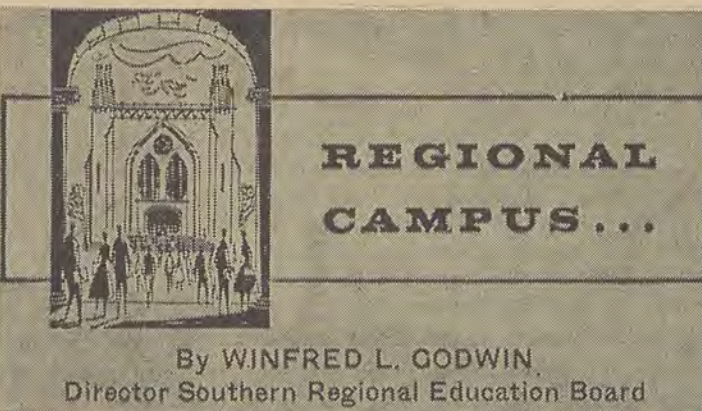 REGIONAL
CAMPUS...
By WINFRED L. GODWIN
Director Southern Regional Education Board